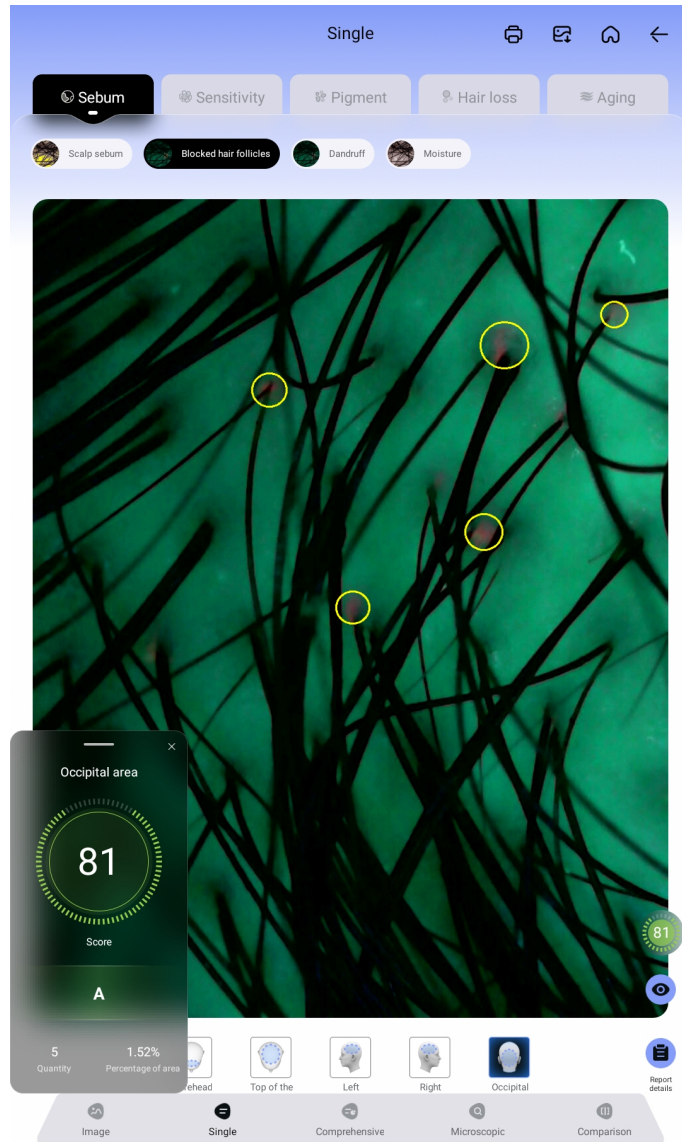 Single
Sebum
Sensitivity
Pigment
Hair loss
Aging
Scalp sebum
Blocked hair follicles
Dandruff
Moisture
Occipital area
81
Score
A
5
Quantity
1.52%
Percentage of area
81
Report
details
rehead
Top of the
Left
Right
Occipital
Image
Single
Comprehensive
Microscopic
Comparison